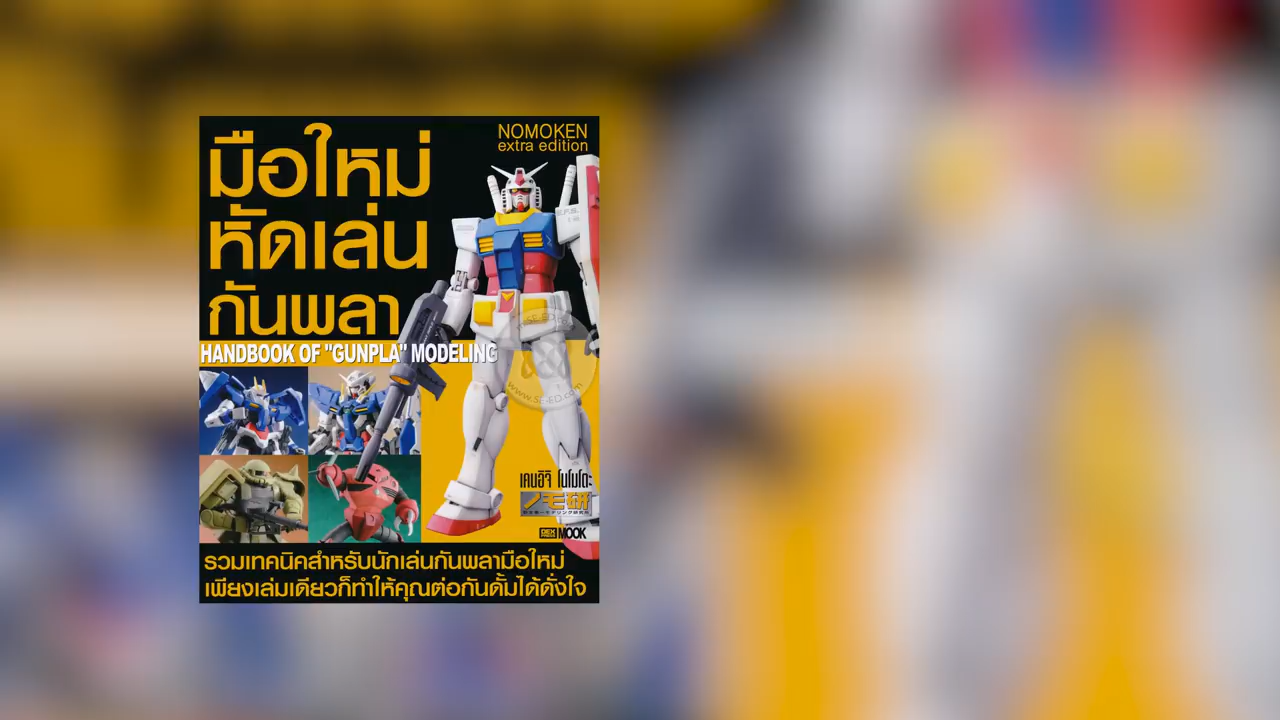 NOMOKEN
extra edition
มือใหม่
หัดเล่น
กันพลา
HANDBOOK OF "GUNPLA" MODELING
www.SE-ED.com
เคนอิจิ โนโมโตะ
ノモ研
MOOK
รวมเทคนิคสำหรับนักเล่นกันพลามือใหม่
เพียงเล่มเดียวก็ทำให้คุณต่อกันดั้มได้ดั่งใจ